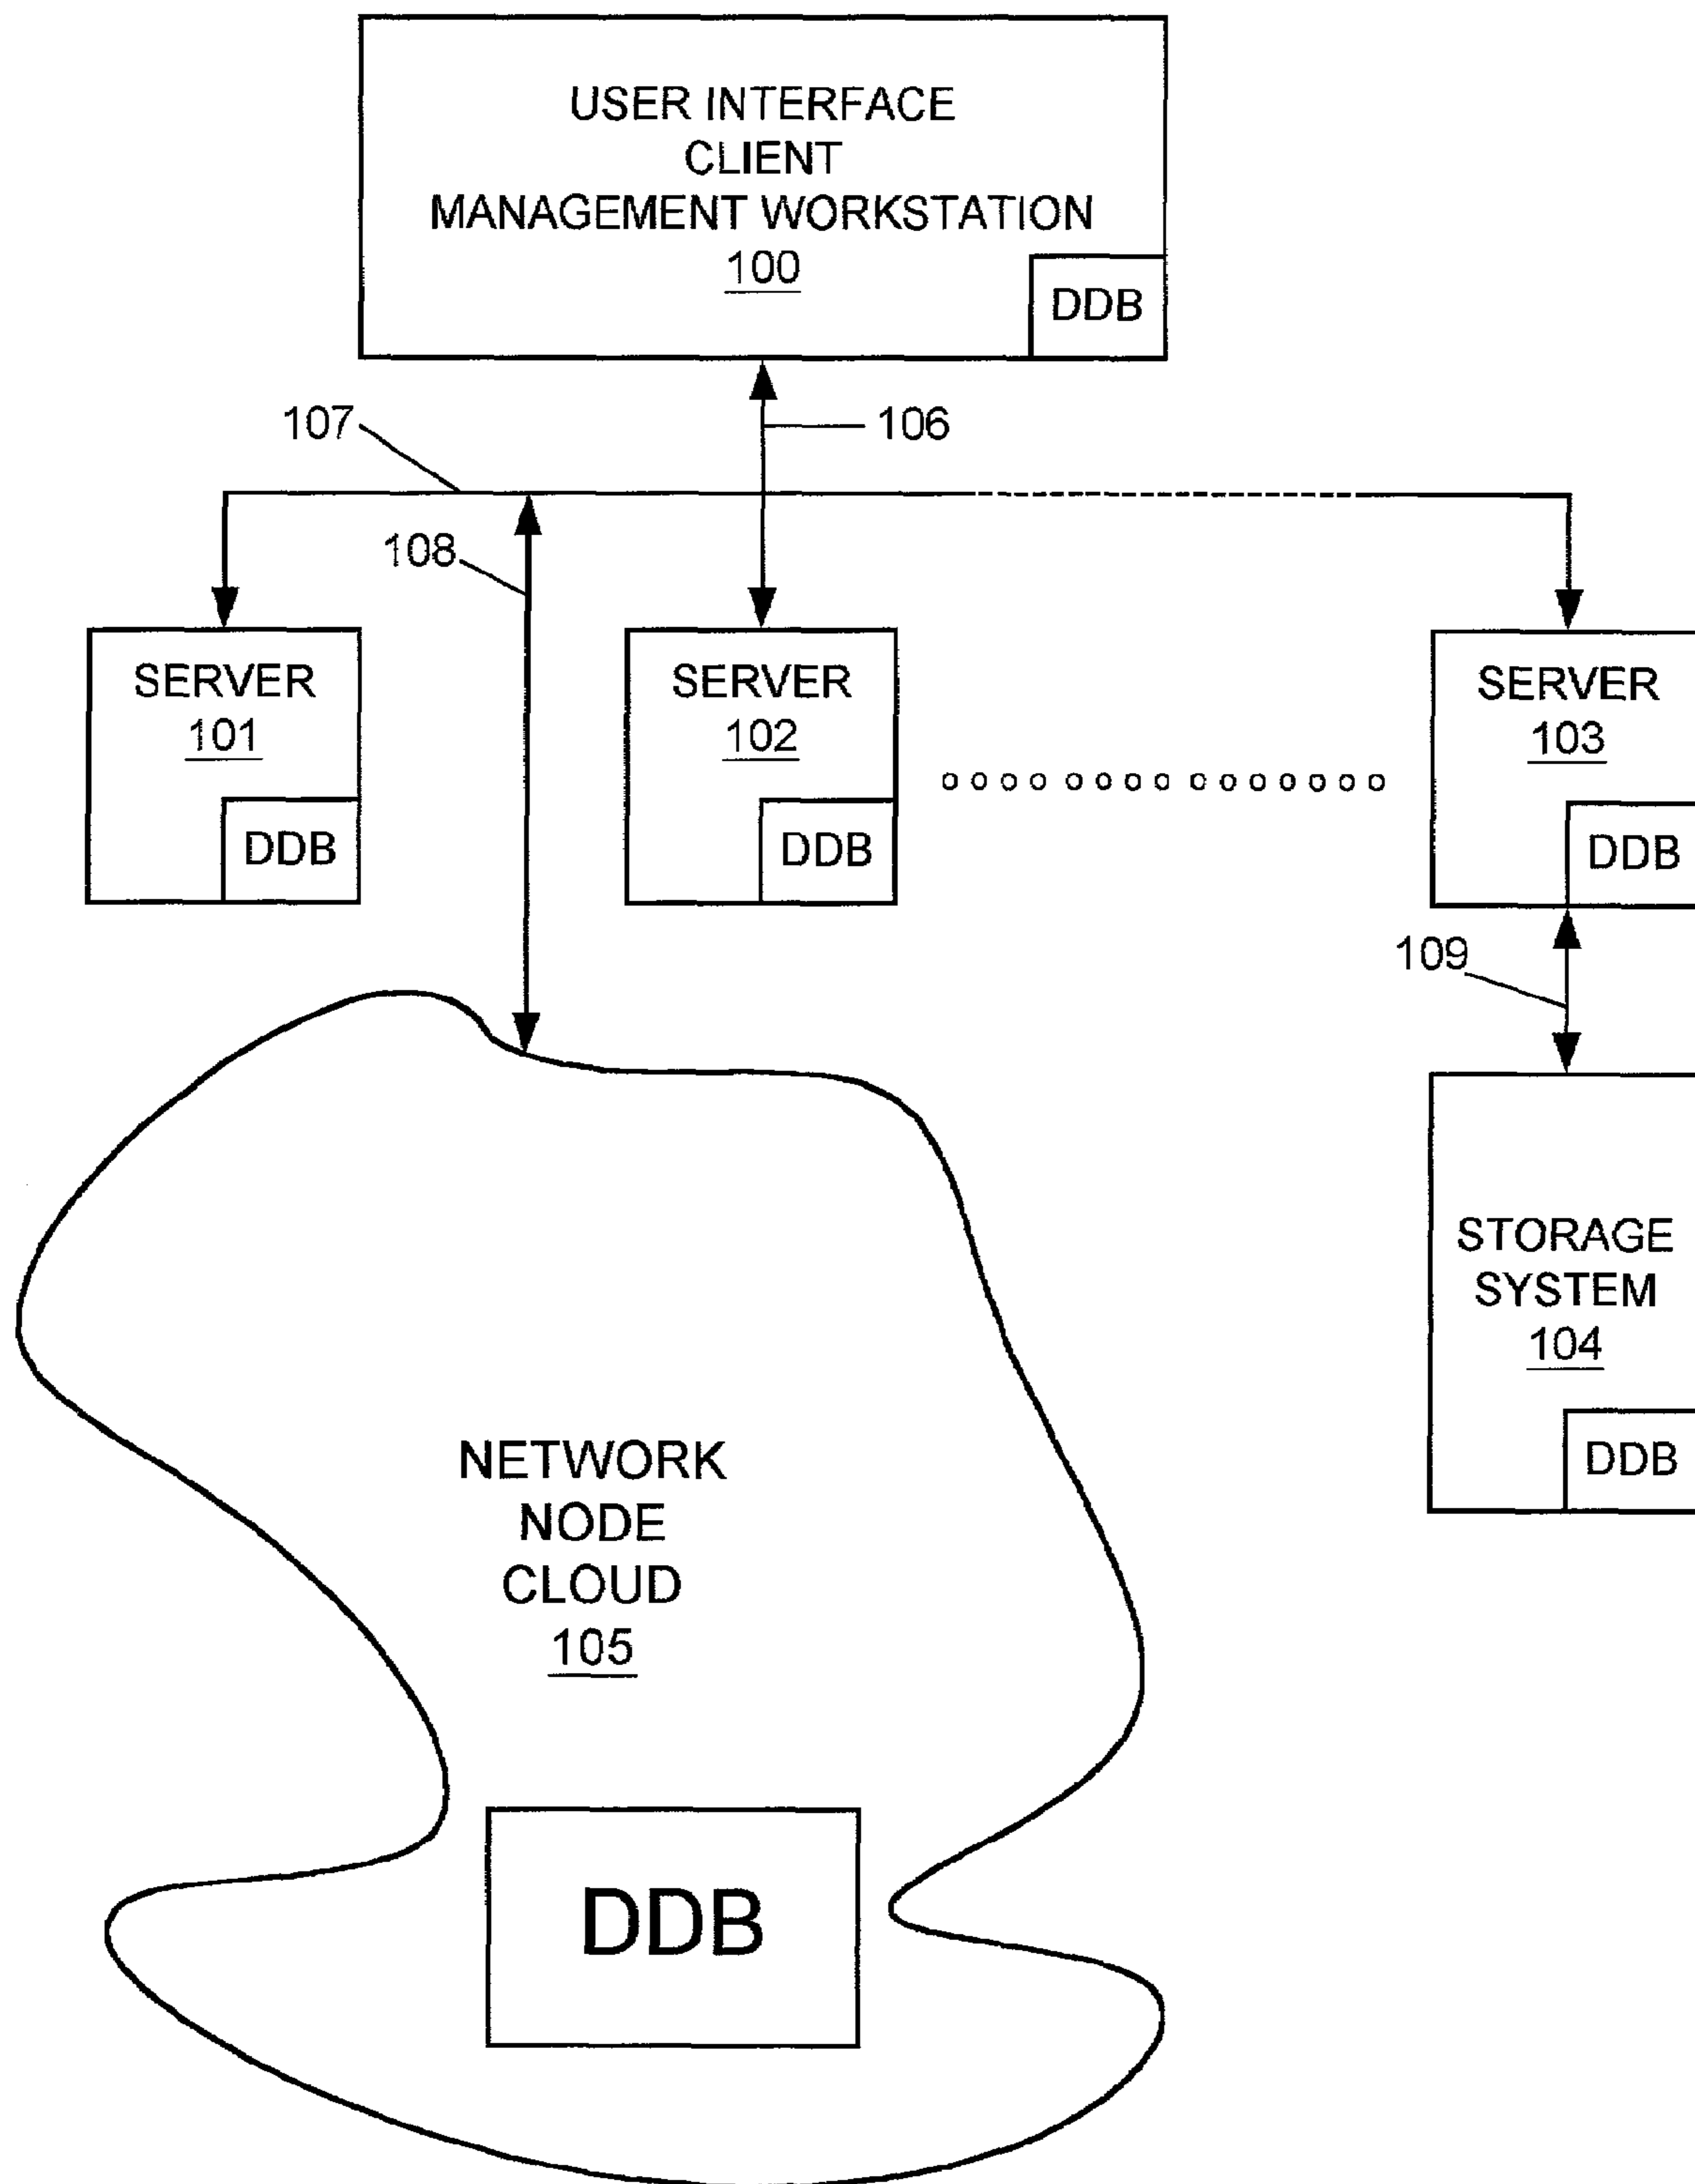 USER INTERFACE
CLIENT
MANAGEMENT WORKSTATION
100
DDB
107
106
108
SERVER
101
DDB
SERVER
102
DDB
SERVER
103
DDB
109
STORAGE
SYSTEM
104
DDB
NETWORK
NODE
CLOUD
105
DDB